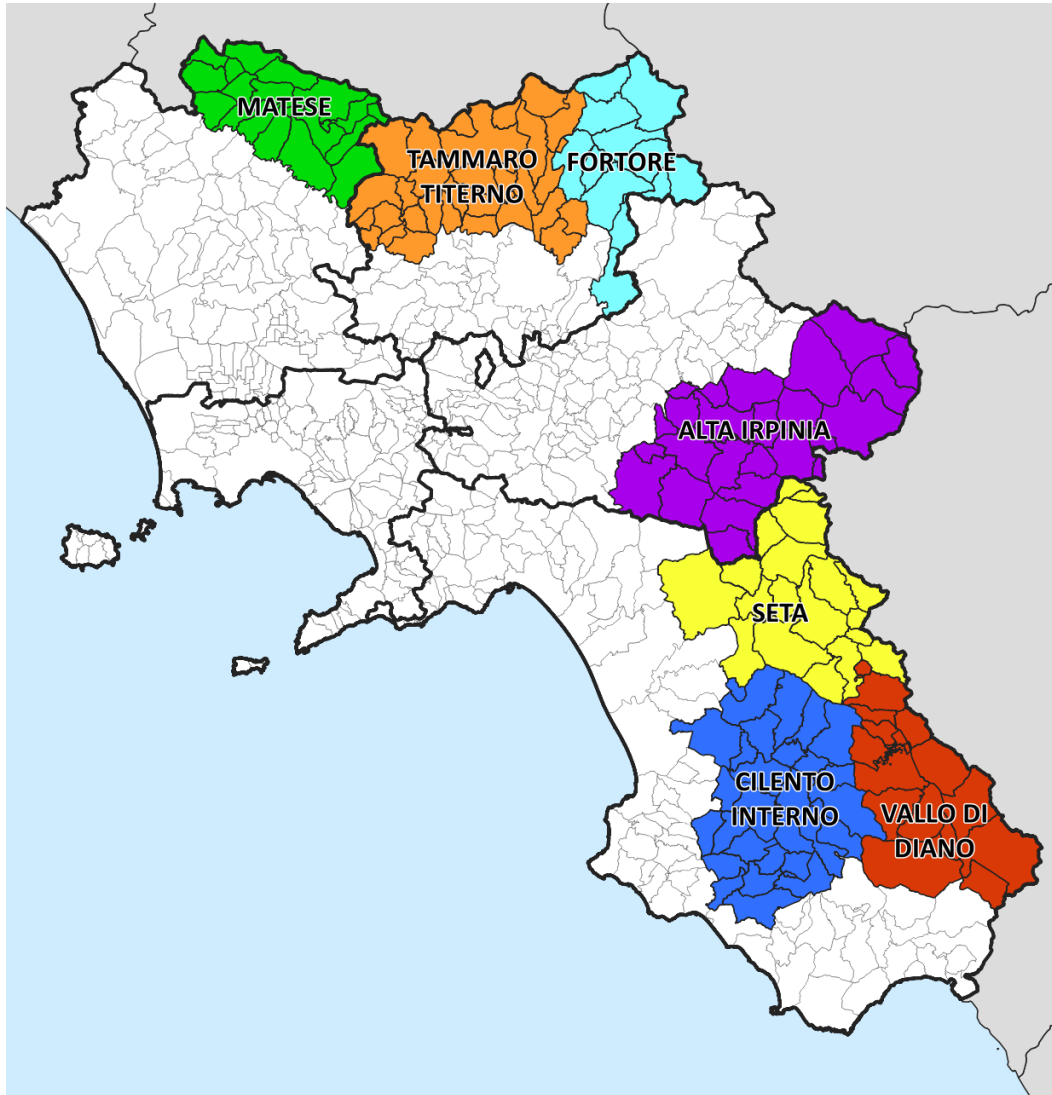 MATESE
TAMMARO
TITERNO
FORTORE
ALTA IRPINIA
SETA
CILENTO
INTERNO
VALLO DI
DIANO